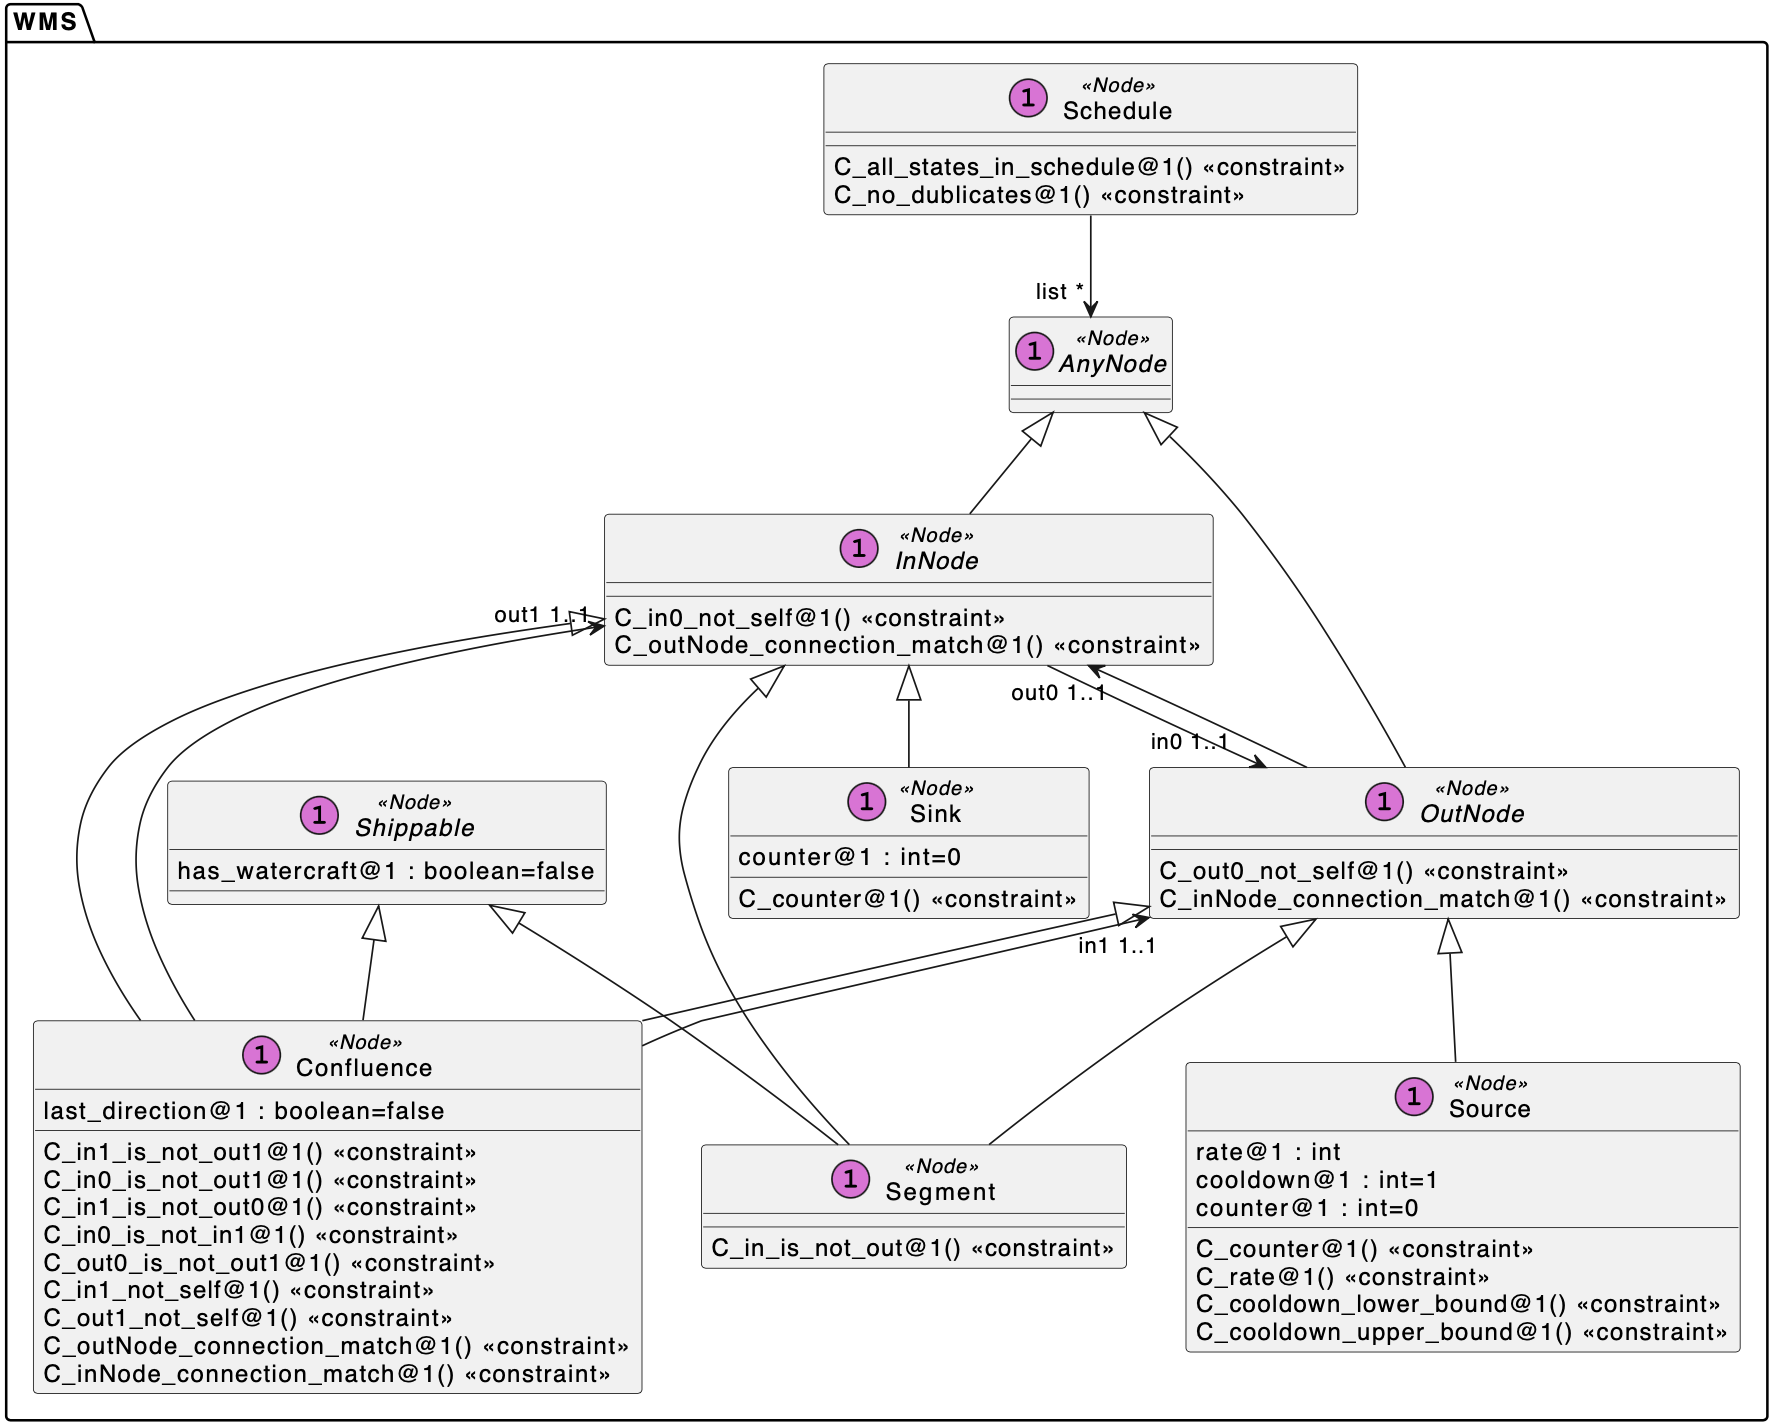 WMS
«Node»
1
Schedule
C_all_states_in_schedule@1() «constraint»
C_no_dublicates@1() «constraint»
list *
«Node»
1
AnyNode
«Node»
1
InNode
C_in0_not_self@1() «constraint»
C_outNode_connection_match@1() «constraint»
out1 1..1
out0 1..1
in0 1..1
«Node»
1
Shippable
has_watercraft@1 : boolean=false
«Node»
1
Sink
counter@1 : int=0
C_counter@1() «constraint»
«Node»
1
OutNode
C_out0_not_self@1() «constraint»
C_inNode_connection_match@1() «constraint»
in1 1..1
«Node»
1
Confluence
last_direction@1 : boolean=false
C_in1_is_not_out1@1() «constraint»
C_in0_is_not_out1@1() «constraint»
C_in1_is_not_out0@1() «constraint»
C_in0_is_not_in1@1() «constraint»
C_out0_is_not_out1@1() «constraint»
C_in1_not_self@1() «constraint»
C_out1_not_self@1() «constraint»
C_outNode_connection_match@1() «constraint»
C_inNode_connection_match@1() «constraint»
«Node»
1
Segment
C_in_is_not_out@1() «constraint»
«Node»
1
Source
rate@1 : int
cooldown@1 : int=1
counter@1 : int=0
C_counter@1() «constraint»
C_rate@1() «constraint»
C_cooldown_lower_bound@1() «constraint»
C_cooldown_upper_bound@1() «constraint»